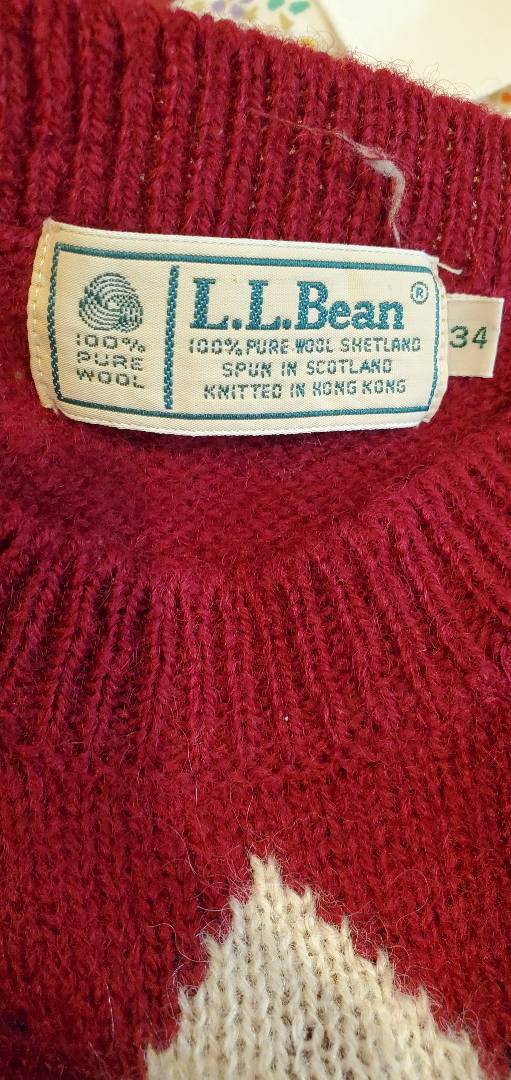 100%
PURE
WOOL
L.L.Bean®
100% PURE WOOL SHETLAND
SPUN IN SCOTLAND
KNITTED IN HONG KONG
34